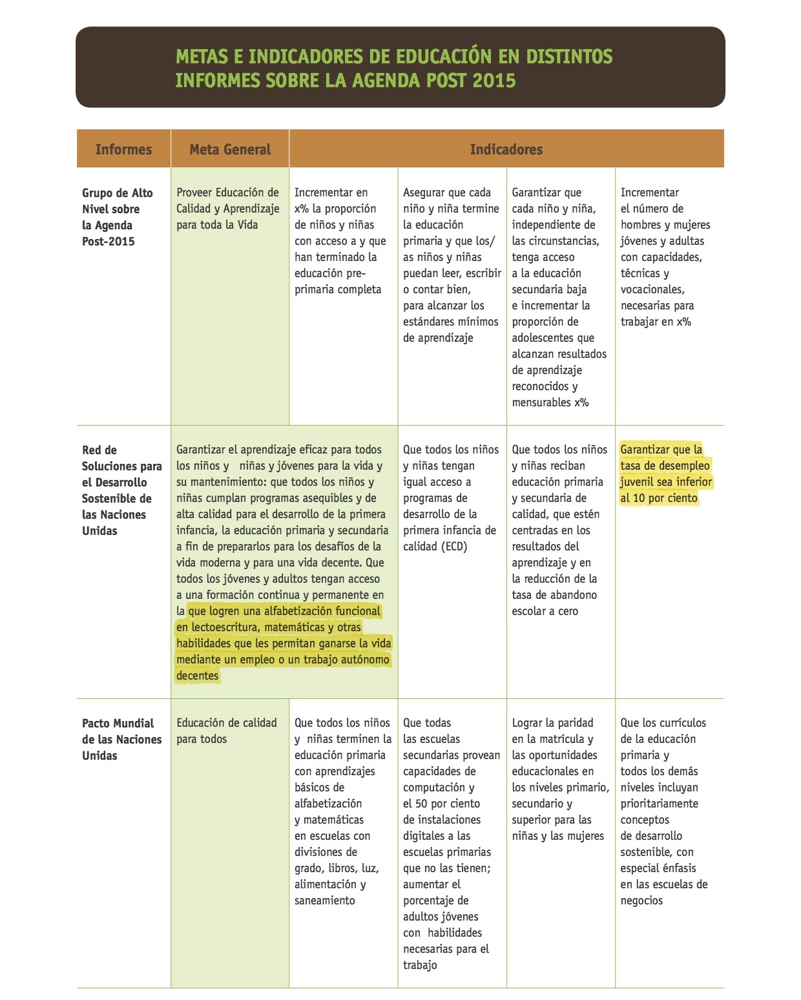 METAS E INDICADORES DE EDUCACIÓN EN DISTINTOS
INFORMES SOBRE LA AGENDA POST 2015
Informes
Meta General
Indicadores
Grupo de Alto
Nivel sobre
la Agenda
Post-2015
Proveer Educación de
Calidad y Aprendizaje
para toda la Vida
Incrementar en
x% la proporción
de niños y niñas
con acceso a y que
han terminado la
educación pre-
primaria completa
Asegurar que cada
niño y niña termine
la educación
primaria y que los/
as niños y niñas
puedan leer, escribir
o contar bien,
para alcanzar los
estándares mínimos
de aprendizaje
Garantizar que
cada niño y niña,
independiente de
las circunstancias,
tenga acceso
a la educación
secundaria baja
e incrementar la
proporción de
adolescentes que
alcanzan resultados
de aprendizaje
reconocidos y
mensurables x%
Incrementar
el número de
hombres y mujeres
jóvenes y adultas
con capacidades,
técnicas y
vocacionales,
necesarias para
trabajar en x%
Red de
Soluciones para
el Desarrollo
Sostenible de
las Naciones
Unidas
Garantizar el aprendizaje eficaz para todos
los niños y niñas y jóvenes para la vida y
su mantenimiento: que todos los niños y
niñas cumplan programas asequibles y de
alta calidad para el desarrollo de la primera
infancia, la educación primaria y secundaria
a fin de prepararlos para los desafíos de la
vida moderna y para una vida decente. Que
todos los jóvenes y adultos tengan acceso
a una formación continua y permanente en
la que logren una alfabetización funcional
en lectoescritura, matemáticas y otras
habilidades que les permitan ganarse la vida
mediante un empleo o un trabajo autónomo
decentes
Que todos los niños
y niñas tengan
igual acceso a
programas de
desarrollo de la
primera infancia de
calidad (ECD)
Que todos los niños
y niñas reciban
educación primaria
y secundaria de
calidad, que estén
centradas en los
resultados del
aprendizaje y en
la reducción de la
tasa de abandono
escolar a cero
Garantizar que la
tasa de desempleo
juvenil sea inferior
al 10 por ciento
Pacto Mundial
de las Naciones
Unidas
Educación de calidad
para todos
Que todos los niños
y niñas terminen la
educación primaria
con aprendizajes
básicos de
alfabetización
y matemáticas
en escuelas con
divisiones de
grado, libros, luz,
alimentación y
saneamiento
Que todas
las escuelas
secundarias provean
capacidades de
computación y
el 50 por ciento
de instalaciones
digitales a las
escuelas primarias
que no las tienen;
aumentar el
porcentaje de
adultos jóvenes
con habilidades
necesarias para el
trabajo
Lograr la paridad
en la matrícula y
las oportunidades
educacionales en
los niveles primario,
secundario y
superior para las
niñas y las mujeres
Que los currículos
de la educación
primaria y
todos los demás
niveles incluyan
prioritariamente
conceptos
de desarrollo
sostenible, con
especial énfasis
en las escuelas de
negocios